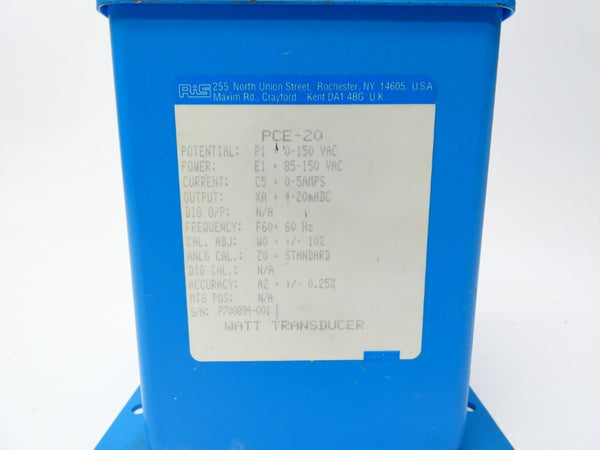 RIS 255 North Union Street, Rochester, NY 14605, U.S.A
Maxim Rd., Crayford, Kent DA1 4BG U.K.
PCE-20
POTENTIAL: P1 = 0-150 VAC
POWER: E1 = 85-150 VAC
CURRENT: C5 = 0-5AMPS
OUTPUT: XA = 4-20mADC
DIG O/P: N/A
FREQUENCY: F60= 60 Hz
CAL. ADJ: W0 = +/- 10%
ANLG CAL.: Z0 = STANDARD
DIG CAL.: N/A
ACCURACY: A2 = +/- 0.25%
MTG POS: N/A
S/N: P700894-001
WATT TRANSDUCER